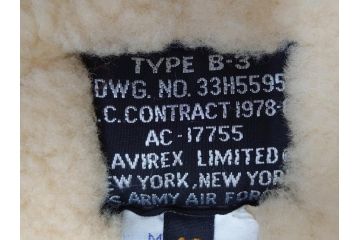 TYPE B-3
DWG. NO. 33H5595
.C. CONTRACT 1978-
AC-17755
AVIREX LIMITED
NEW YORK, NEW YORK
ARMY AIR FOR